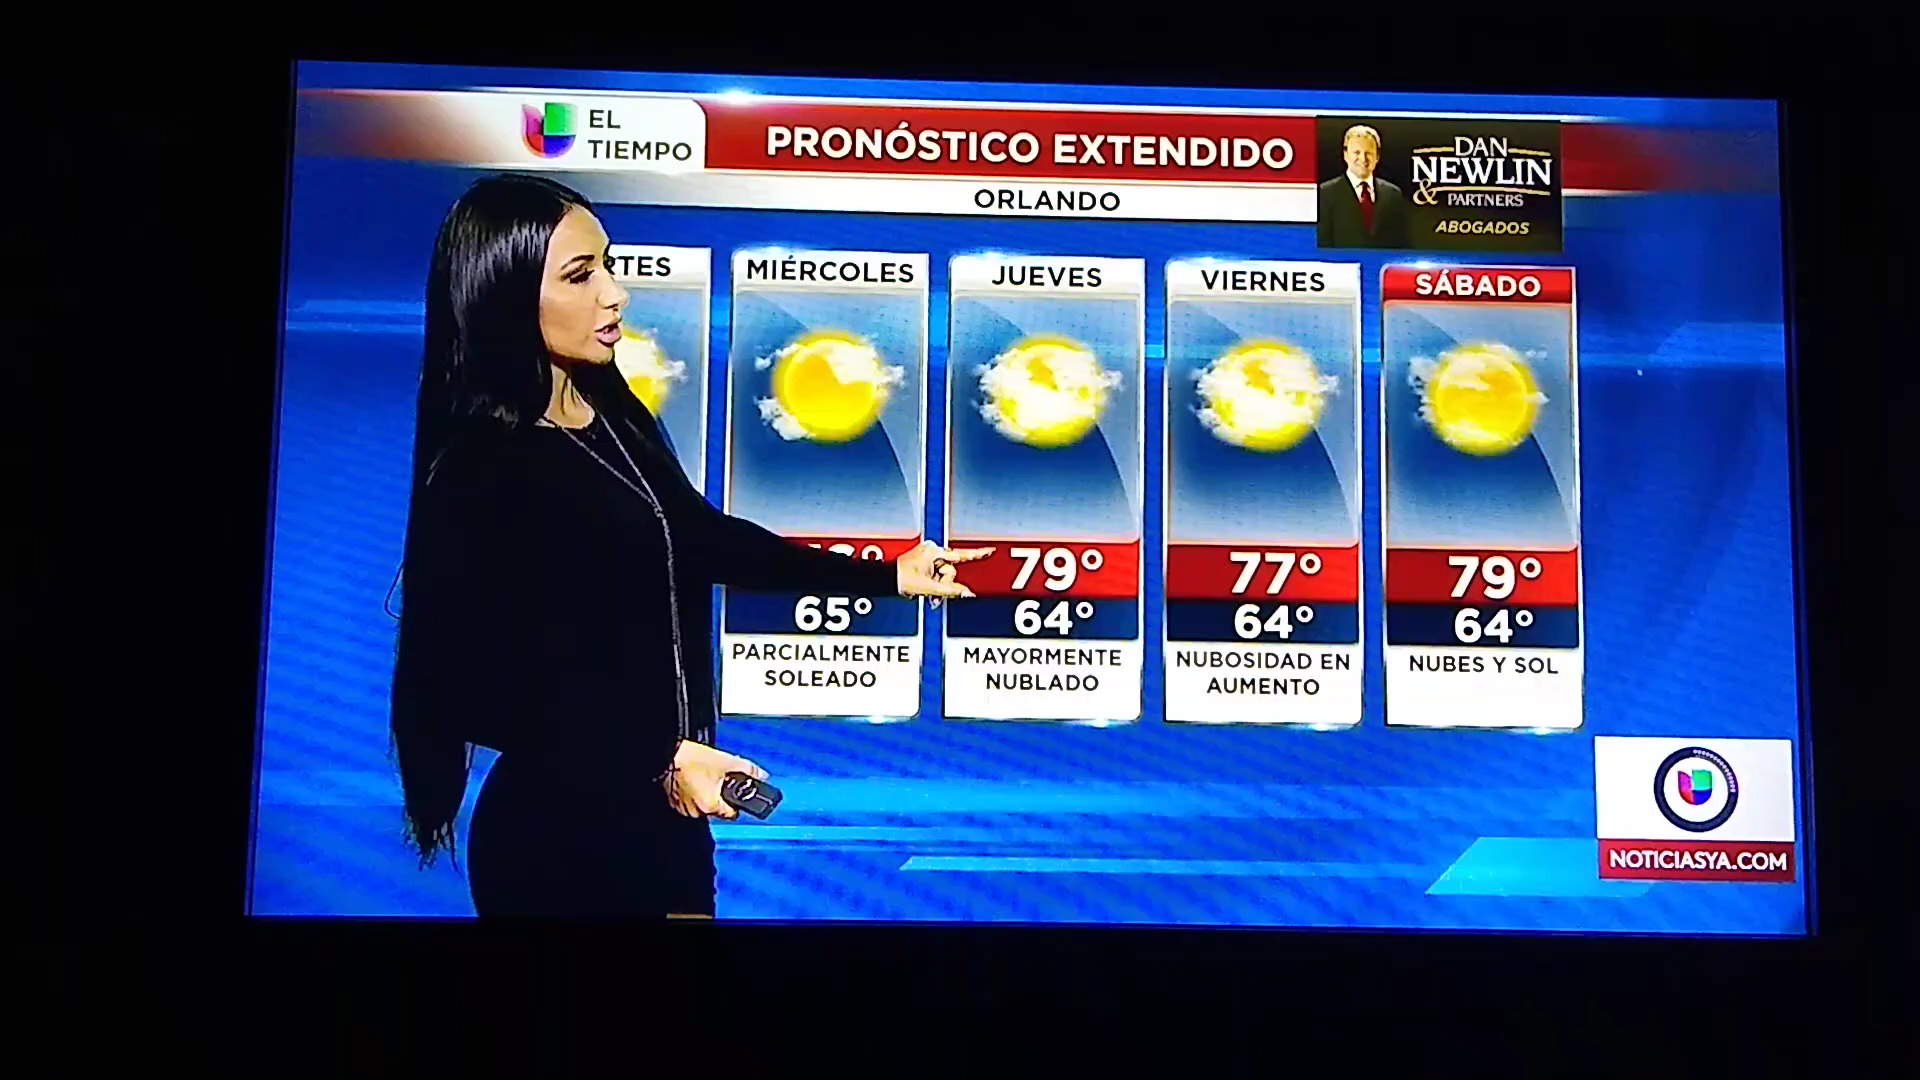 EL
TIEMPO
PRONÓSTICO EXTENDIDO
ORLANDO
DAN
NEWLIN
& PARTNERS
ABOGADOS
MIÉRCOLES
65°
PARCIALMENTE
SOLEADO
JUEVES
79°
64°
MAYORMENTE
NUBLADO
VIERNES
77°
64°
NUBOSIDAD EN
AUMENTO
SÁBADO
79°
64°
NUBES Y SOL
NOTICIASYA.COM